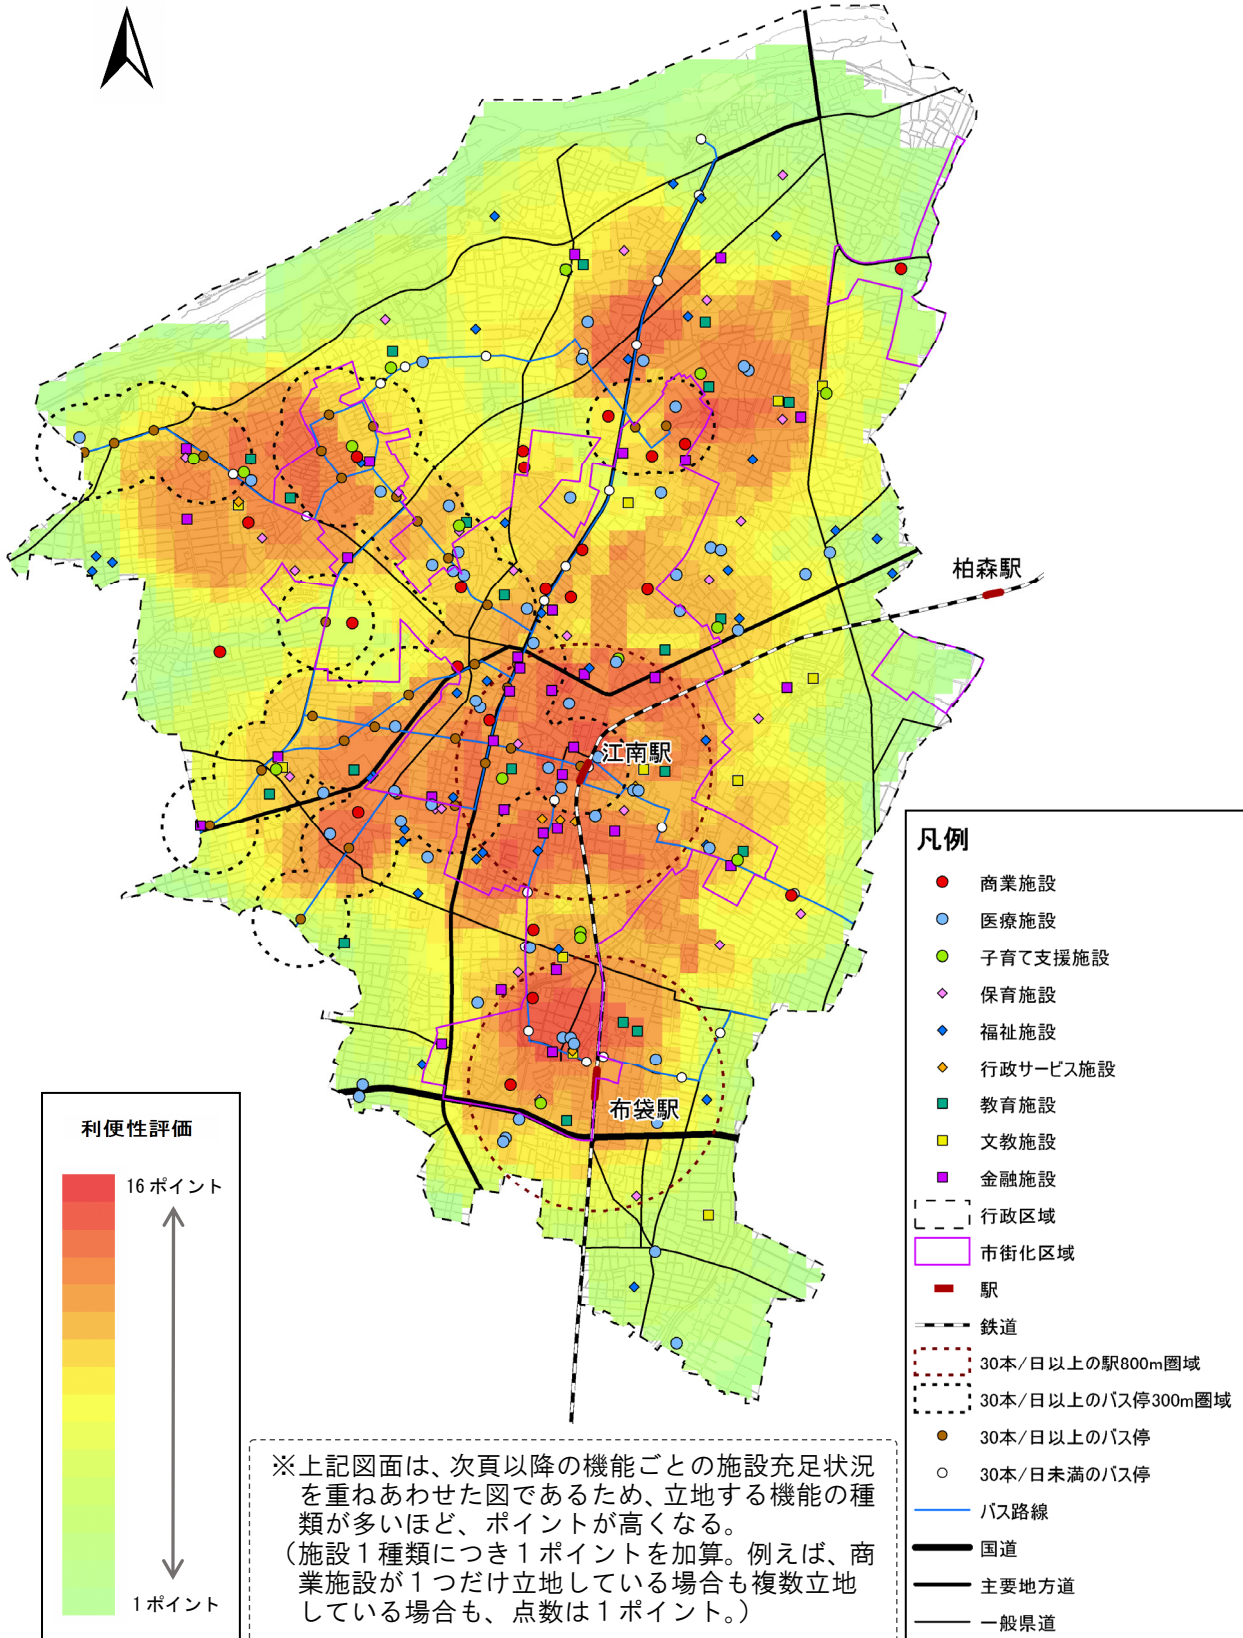 柏森駅
江南駅
布袋駅
利便性評価
16ポイント
1ポイント
凡例
商業施設
医療施設
子育て支援施設
保育施設
福祉施設
行政サービス施設
教育施設
文教施設
金融施設
行政区域
市街化区域
駅
鉄道
30本/日以上の駅800m圏域
30本/日以上のバス停300m圏域
30本/日以上のバス停
30本/日未満のバス停
バス路線
国道
主要地方道
一般県道
※上記図面は、次頁以降の機能ごとの施設充足状況
を重ねあわせた図であるため、立地する機能の種
類が多いほど、ポイントが高くなる。
（施設１種類につき１ポイントを加算。例えば、商
業施設が１つだけ立地している場合も複数立地
している場合も、点数は１ポイント。）